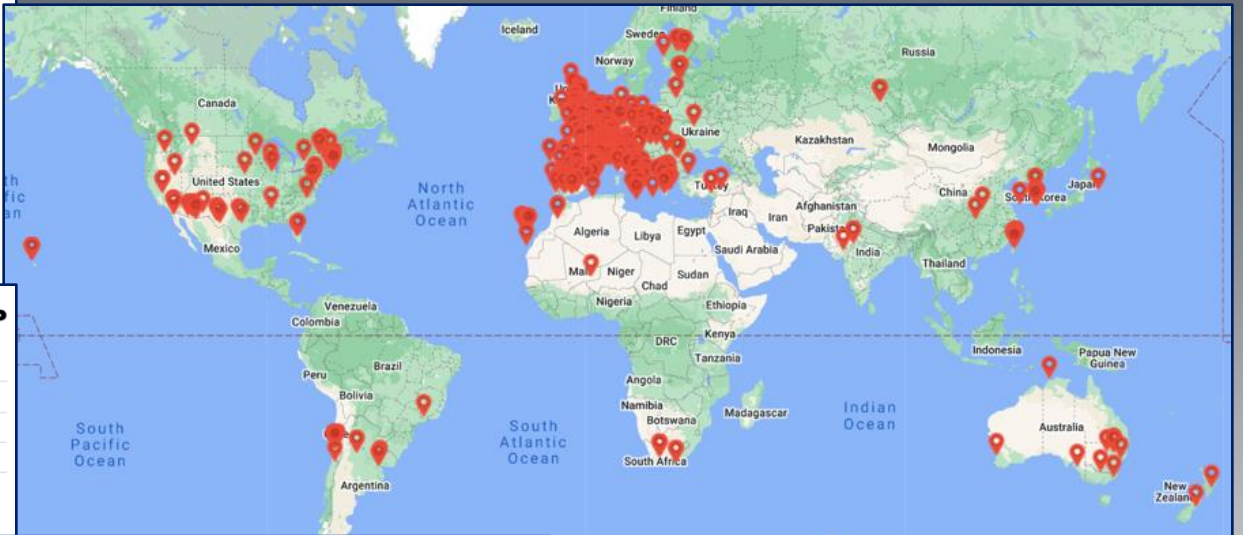 Finland
Iceland
Sweden
Russia
Norway
Canada
Ukraine
Kazakhstan
Mongolia
United States
North
Atlantic
Ocean
Turkey
China
Japan
South Korea
Afghanistan
Iraq
Iran
Pakistan
Algeria
Libya
Egypt
Saudi Arabia
India
Mexico
Mali
Niger
Sudan
Thailand
Chad
Nigeria
Ethiopia
Venezuela
Colombia
DRC
Kenya
Indonesia
Papua New
Guinea
Tanzania
Brazil
Peru
Angola
Bolivia
Namibia
Botswana
Madagascar
Indian
Ocean
South
Pacific
Ocean
South
Atlantic
Ocean
Australia
South Africa
Argentina
New
Zealand